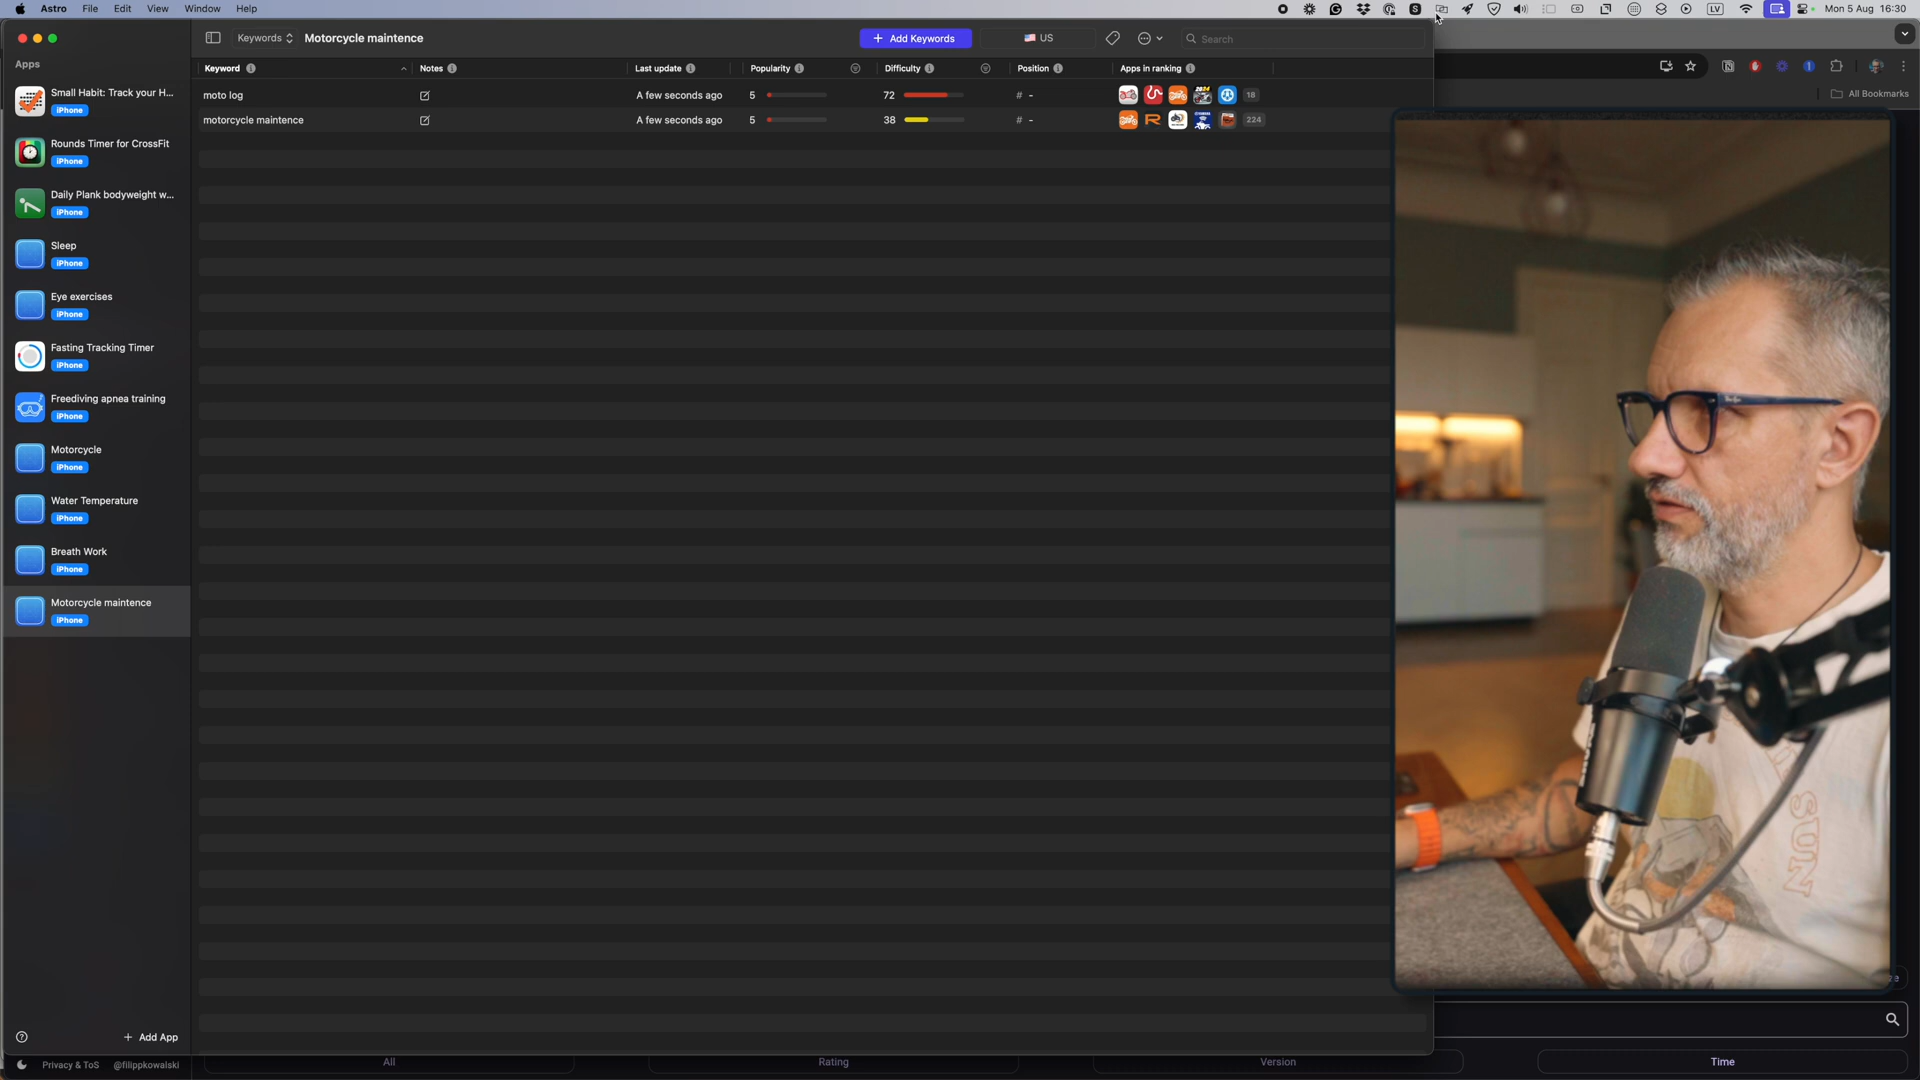 Astro File Edit View Window Help
LV
Mon 5 Aug 16:30
Keywords
Motorcycle maintence
+ Add Keywords
US
Search
Apps
Keyword
Notes
Last update
Popularity
Difficulty
Position
Apps in ranking
moto log
A few seconds ago
5
72
# -
18
motorcycle maintence
A few seconds ago
5
38
# -
224
All Bookmarks
Small Habit: Track your H...
iPhone
Rounds Timer for CrossFit
iPhone
Daily Plank bodyweight w...
iPhone
Sleep
iPhone
Eye exercises
iPhone
Fasting Tracking Timer
iPhone
Freediving apnea training
iPhone
Motorcycle
iPhone
Water Temperature
iPhone
Breath Work
iPhone
Motorcycle maintence
iPhone
SUN
+ Add App
Privacy & ToS @filippkowalski
All
Rating
Version
Time